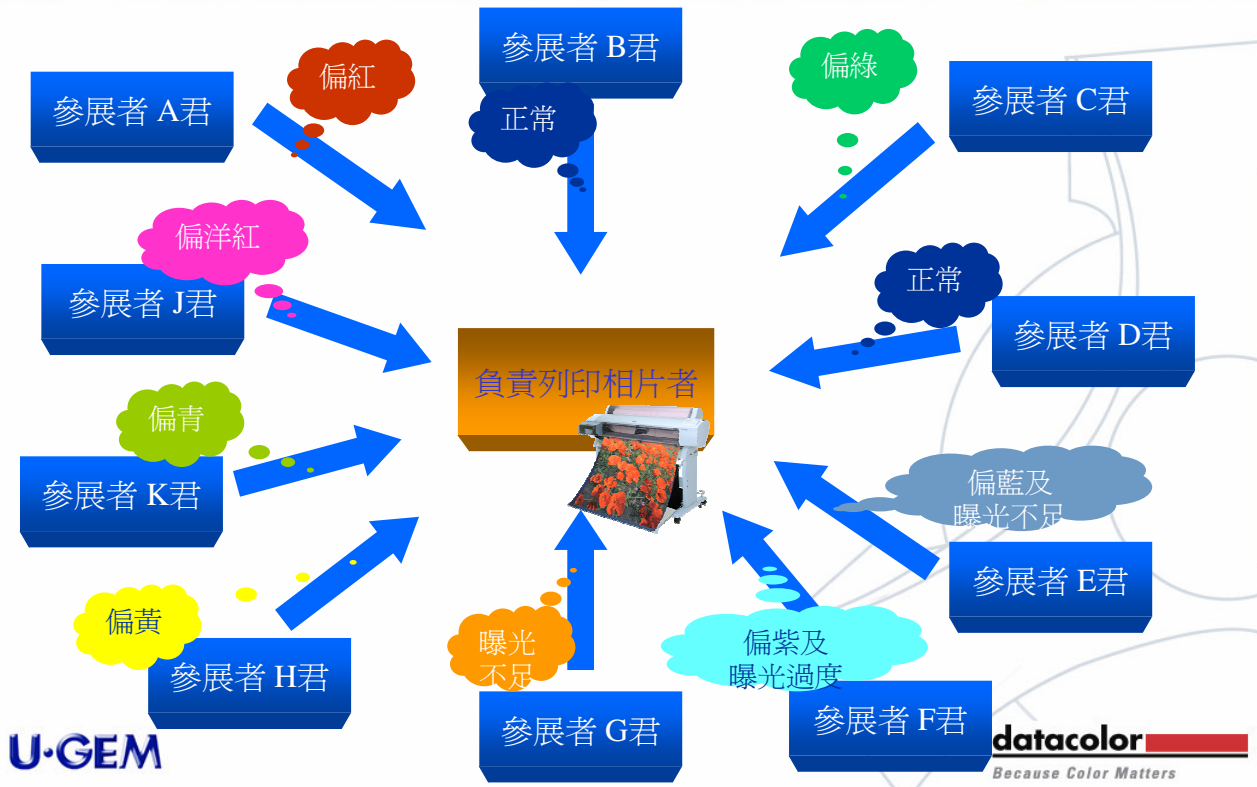 參展者 B君
偏紅
偏綠
參展者 A君
正常
參展者 C君
偏洋紅
正常
參展者 J君
參展者 D君
負責列印相片者
偏青
偏藍及
曝光不足
參展者 K君
參展者 E君
偏黃
曝光
不足
偏紫及
曝光過度
參展者 H君
參展者 G君
參展者 F君
U·GEM
datacolor
Because Color Matters